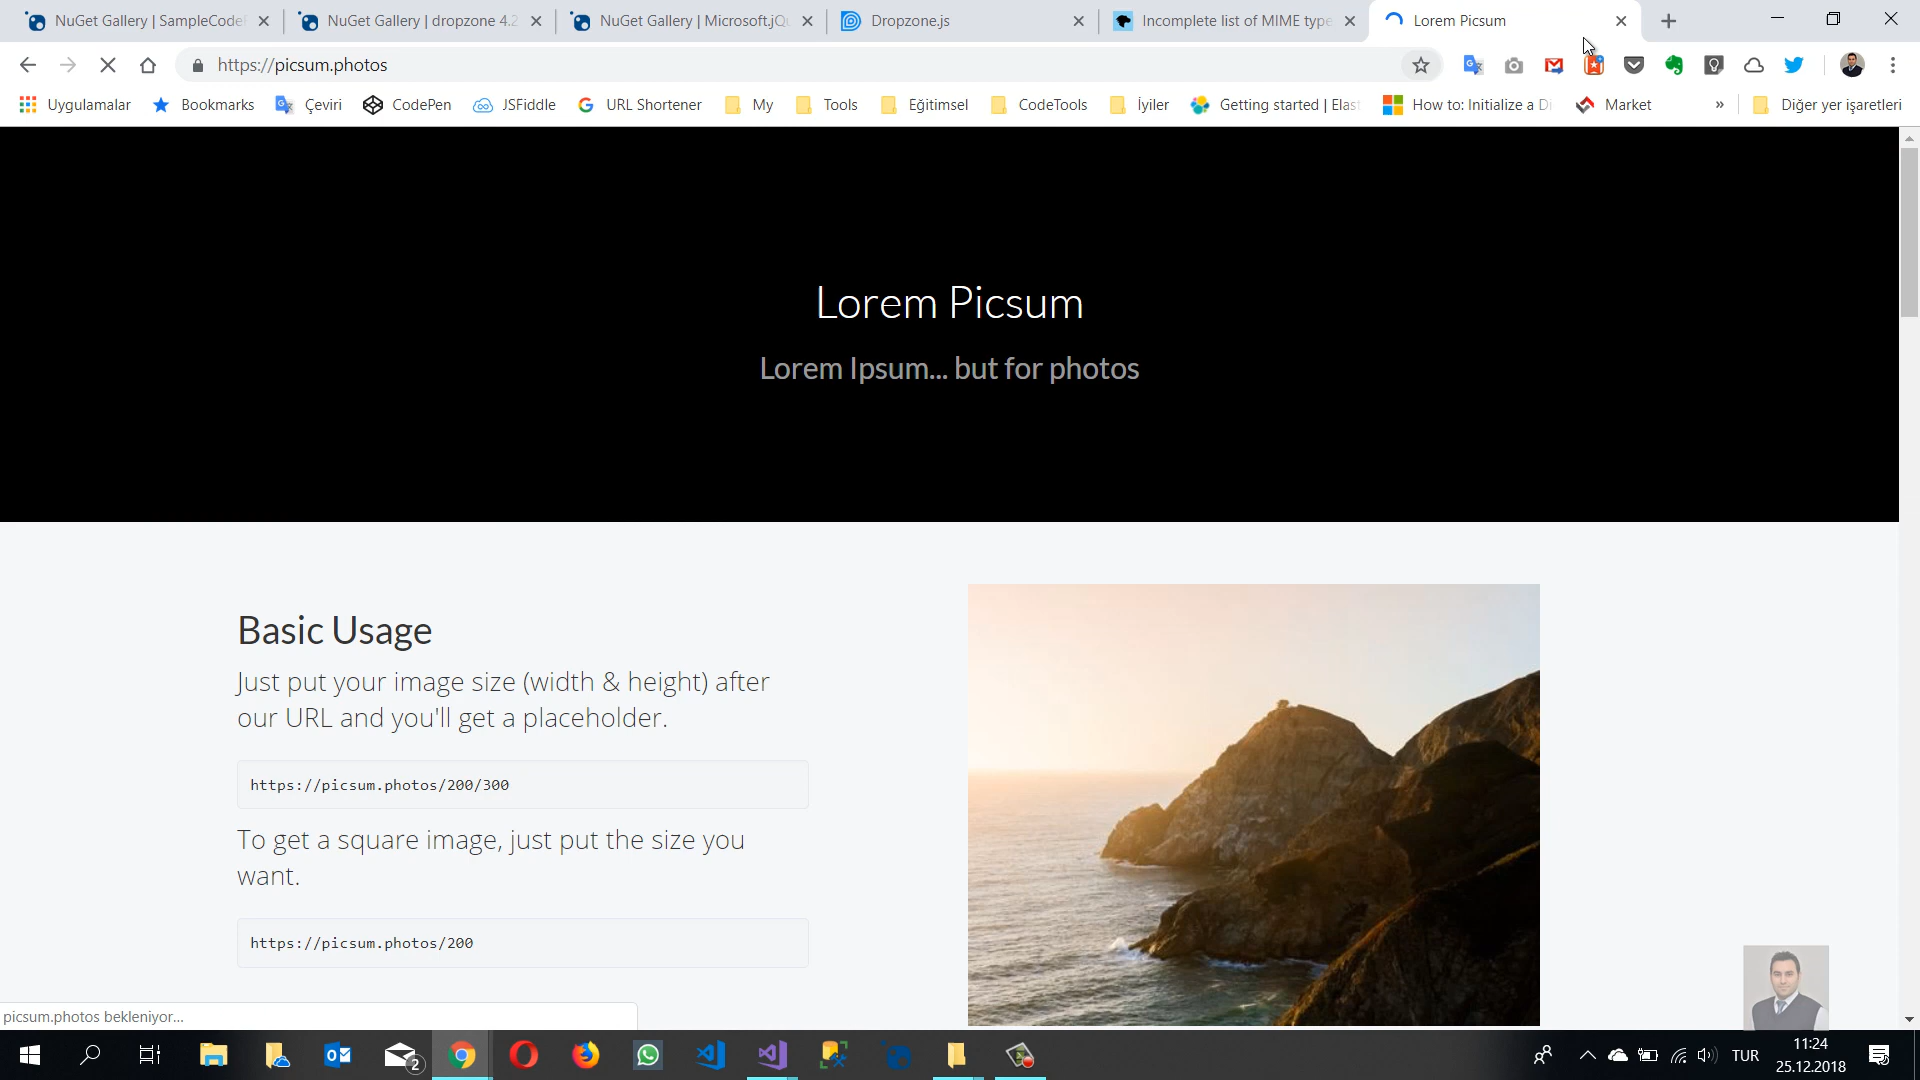 NuGet Gallery | SampleCode
NuGet Gallery | dropzone 4.2
NuGet Gallery | Microsoft.jQu
Dropzone.js
Incomplete list of MIME type
Lorem Picsum
https://picsum.photos
Uygulamalar
Bookmarks
Çeviri
CodePen
JSFiddle
URL Shortener
My
Tools
Eğitimsel
CodeTools
İyiler
Getting started | Elast
How to: Initialize a Di
Market
»
Diğer yer işaretleri
Lorem Picsum
Lorem Ipsum... but for photos
Basic Usage
Just put your image size (width & height) after
our URL and you'll get a placeholder.
https://picsum.photos/200/300
To get a square image, just put the size you
want.
https://picsum.photos/200
picsum.photos bekleniyor...
2
TUR
11:24
25.12.2018